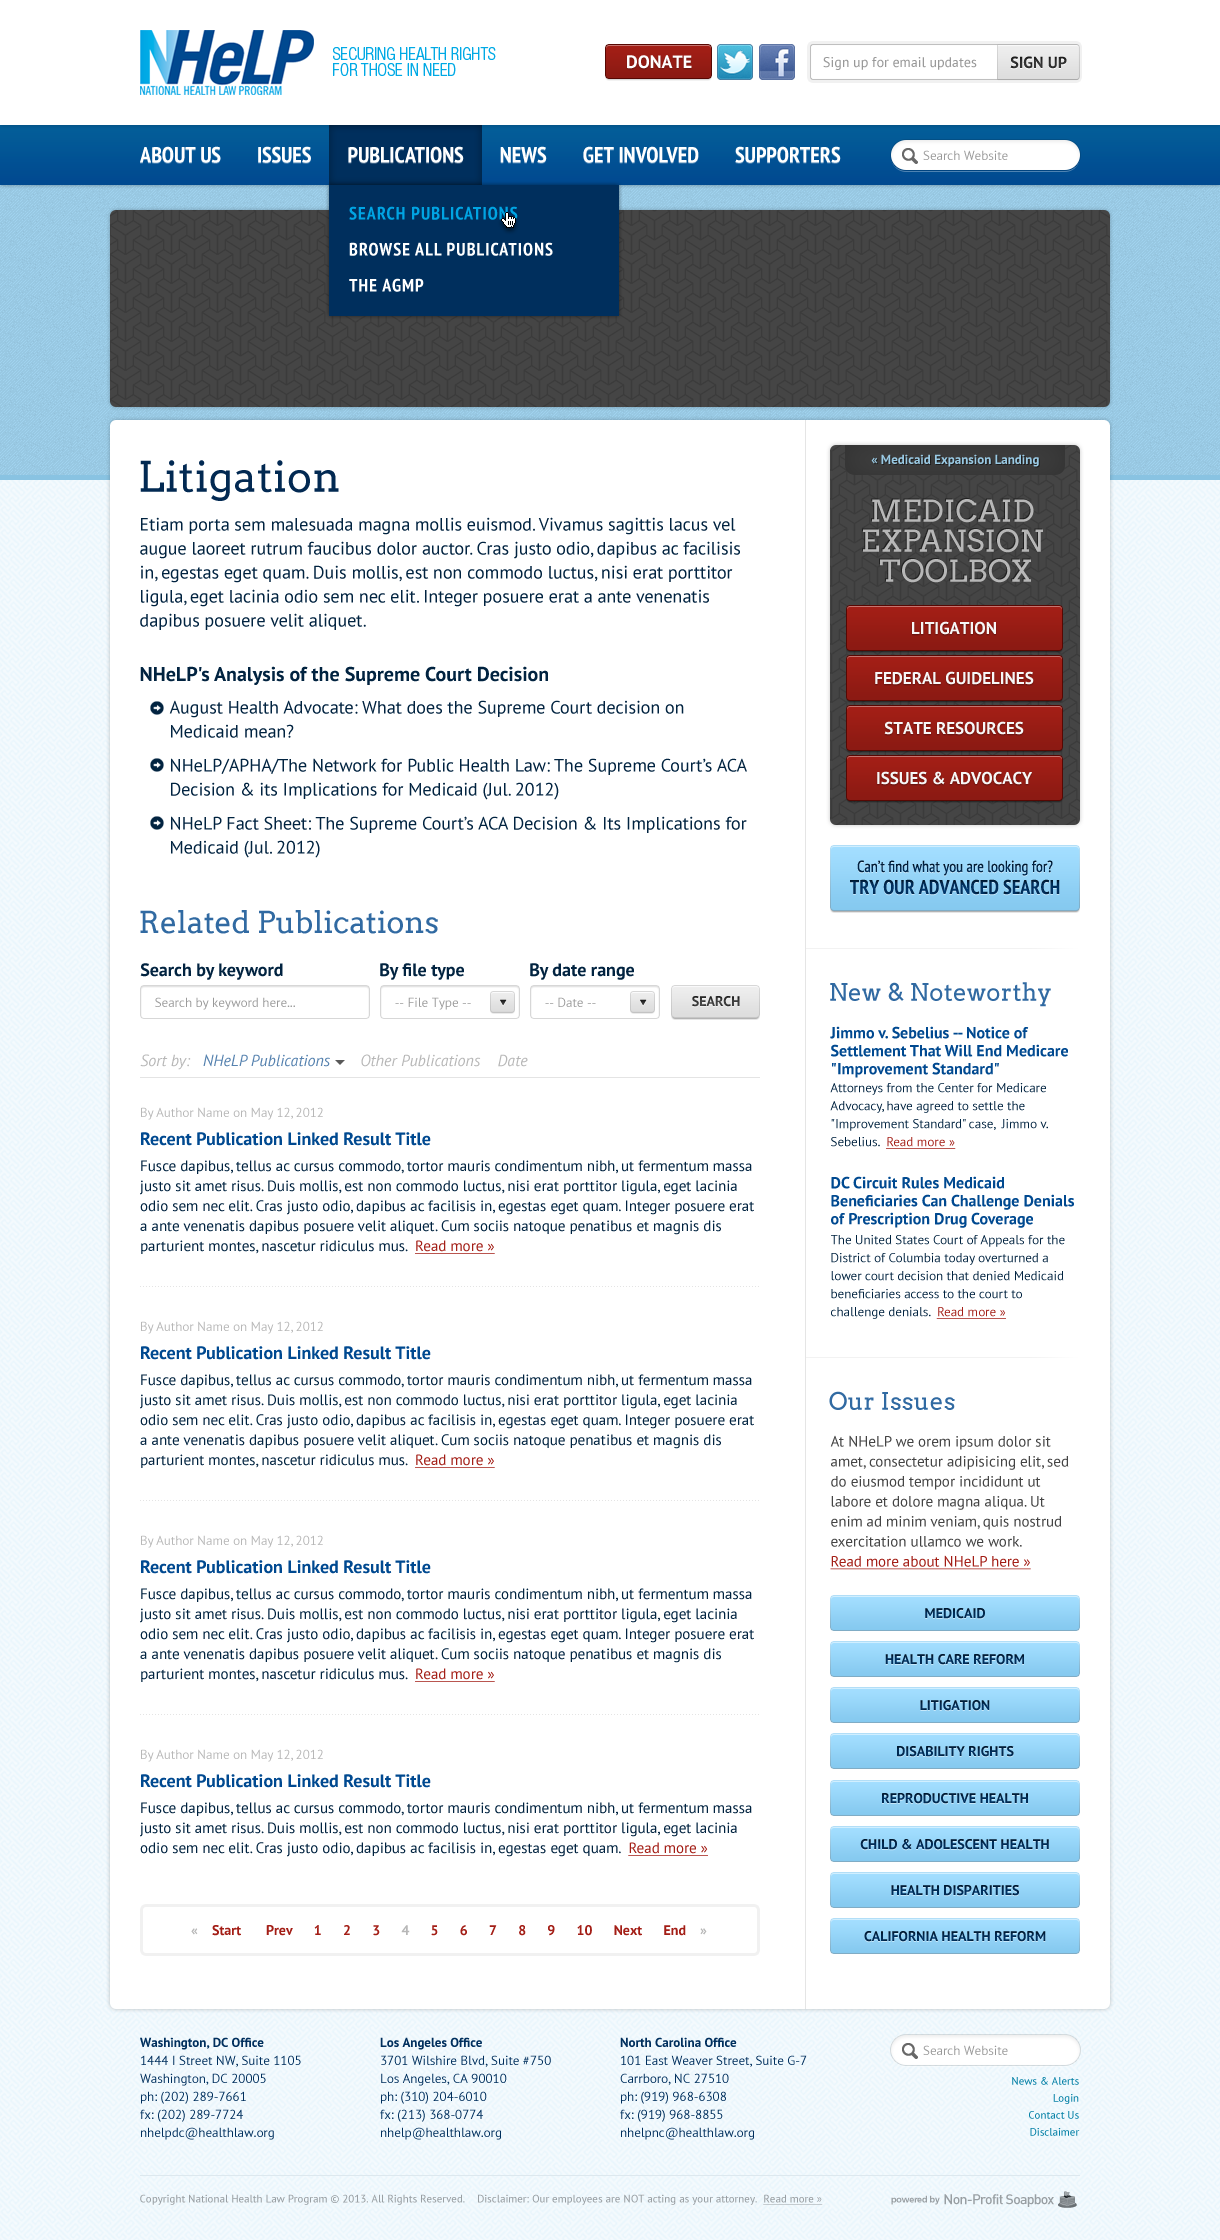 NHeLP
NATIONAL HEALTH LAW PROGRAM
SECURING HEALTH RIGHTS
FOR THOSE IN NEED
DONATE
Sign up for email updates
SIGN UP
ABOUT US
ISSUES
PUBLICATIONS
NEWS
GET INVOLVED
SUPPORTERS
Search Website
SEARCH PUBLICATIONS
BROWSE ALL PUBLICATIONS
THE AGMP
Litigation
Etiam porta sem malesuada magna mollis euismod. Vivamus sagittis lacus vel
augue laoreet rutrum faucibus dolor auctor. Cras justo odio, dapibus ac facilisis
in, egestas eget quam. Duis mollis, est non commodo luctus, nisi erat porttitor
ligula, eget lacinia odio sem nec elit. Integer posuere erat a ante venenatis
dapibus posuere velit aliquet.
NHeLP's Analysis of the Supreme Court Decision
August Health Advocate: What does the Supreme Court decision on
Medicaid mean?
NHeLP/APHA/The Network for Public Health Law: The Supreme Court's ACA
Decision & its Implications for Medicaid (Jul. 2012)
NHeLP Fact Sheet: The Supreme Court's ACA Decision & Its Implications for
Medicaid (Jul. 2012)
Related Publications
Search by keyword
By file type
By date range
Search by keyword here...
-- File Type --
-- Date --
SEARCH
Sort by: NHeLP Publications Other Publications Date
By Author Name on May 12, 2012
Recent Publication Linked Result Title
Fusce dapibus, tellus ac cursus commodo, tortor mauris condimentum nibh, ut fermentum massa
justo sit amet risus. Duis mollis, est non commodo luctus, nisi erat porttitor ligula, eget lacinia
odio sem nec elit. Cras justo odio, dapibus ac facilisis in, egestas eget quam. Integer posuere erat
a ante venenatis dapibus posuere velit aliquet. Cum sociis natoque penatibus et magnis dis
parturient montes, nascetur ridiculus mus. Read more »
By Author Name on May 12, 2012
Recent Publication Linked Result Title
Fusce dapibus, tellus ac cursus commodo, tortor mauris condimentum nibh, ut fermentum massa
justo sit amet risus. Duis mollis, est non commodo luctus, nisi erat porttitor ligula, eget lacinia
odio sem nec elit. Cras justo odio, dapibus ac facilisis in, egestas eget quam. Integer posuere erat
a ante venenatis dapibus posuere velit aliquet. Cum sociis natoque penatibus et magnis dis
parturient montes, nascetur ridiculus mus. Read more »
By Author Name on May 12, 2012
Recent Publication Linked Result Title
Fusce dapibus, tellus ac cursus commodo, tortor mauris condimentum nibh, ut fermentum massa
justo sit amet risus. Duis mollis, est non commodo luctus, nisi erat porttitor ligula, eget lacinia
odio sem nec elit. Cras justo odio, dapibus ac facilisis in, egestas eget quam. Integer posuere erat
a ante venenatis dapibus posuere velit aliquet. Cum sociis natoque penatibus et magnis dis
parturient montes, nascetur ridiculus mus. Read more »
By Author Name on May 12, 2012
Recent Publication Linked Result Title
Fusce dapibus, tellus ac cursus commodo, tortor mauris condimentum nibh, ut fermentum massa
justo sit amet risus. Duis mollis, est non commodo luctus, nisi erat porttitor ligula, eget lacinia
odio sem nec elit. Cras justo odio, dapibus ac facilisis in, egestas eget quam. Read more »
« Start Prev 1 2 3 4 5 6 7 8 9 10 Next End »
« Medicaid Expansion Landing
MEDICAID
EXPANSION
TOOLBOX
LITIGATION
FEDERAL GUIDELINES
STATE RESOURCES
ISSUES & ADVOCACY
Can't find what you are looking for?
TRY OUR ADVANCED SEARCH
New & Noteworthy
Jimmo v. Sebelius -- Notice of
Settlement That Will End Medicare
"Improvement Standard"
Attorneys from the Center for Medicare
Advocacy, have agreed to settle the
"Improvement Standard" case, Jimmo v.
Sebelius. Read more »
DC Circuit Rules Medicaid
Beneficiaries Can Challenge Denials
of Prescription Drug Coverage
The United States Court of Appeals for the
District of Columbia today overturned a
lower court decision that denied Medicaid
beneficiaries access to the court to
challenge denials. Read more »
Our Issues
At NHeLP we orem ipsum dolor sit
amet, consectetur adipisicing elit, sed
do eiusmod tempor incididunt ut
labore et dolore magna aliqua. Ut
enim ad minim veniam, quis nostrud
exercitation ullamco we work.
Read more about NHeLP here »
MEDICAID
HEALTH CARE REFORM
LITIGATION
DISABILITY RIGHTS
REPRODUCTIVE HEALTH
CHILD & ADOLESCENT HEALTH
HEALTH DISPARITIES
CALIFORNIA HEALTH REFORM
Washington, DC Office
1444 I Street NW, Suite 1105
Washington, DC 20005
ph: (202) 289-7661
fx: (202) 289-7724
nhelpdc@healthlaw.org
Los Angeles Office
3701 Wilshire Blvd, Suite #750
Los Angeles, CA 90010
ph: (310) 204-6010
fx: (213) 368-0774
nhelp@healthlaw.org
North Carolina Office
101 East Weaver Street, Suite G-7
Carrboro, NC 27510
ph: (919) 968-6308
fx: (919) 968-8855
nhelpnc@healthlaw.org
Search Website
News & Alerts
Login
Contact Us
Disclaimer
Copyright National Health Law Program © 2013. All Rights Reserved. Disclaimer: Our employees are NOT acting as your attorney. Read more »
powered by Non-Profit Soapbox